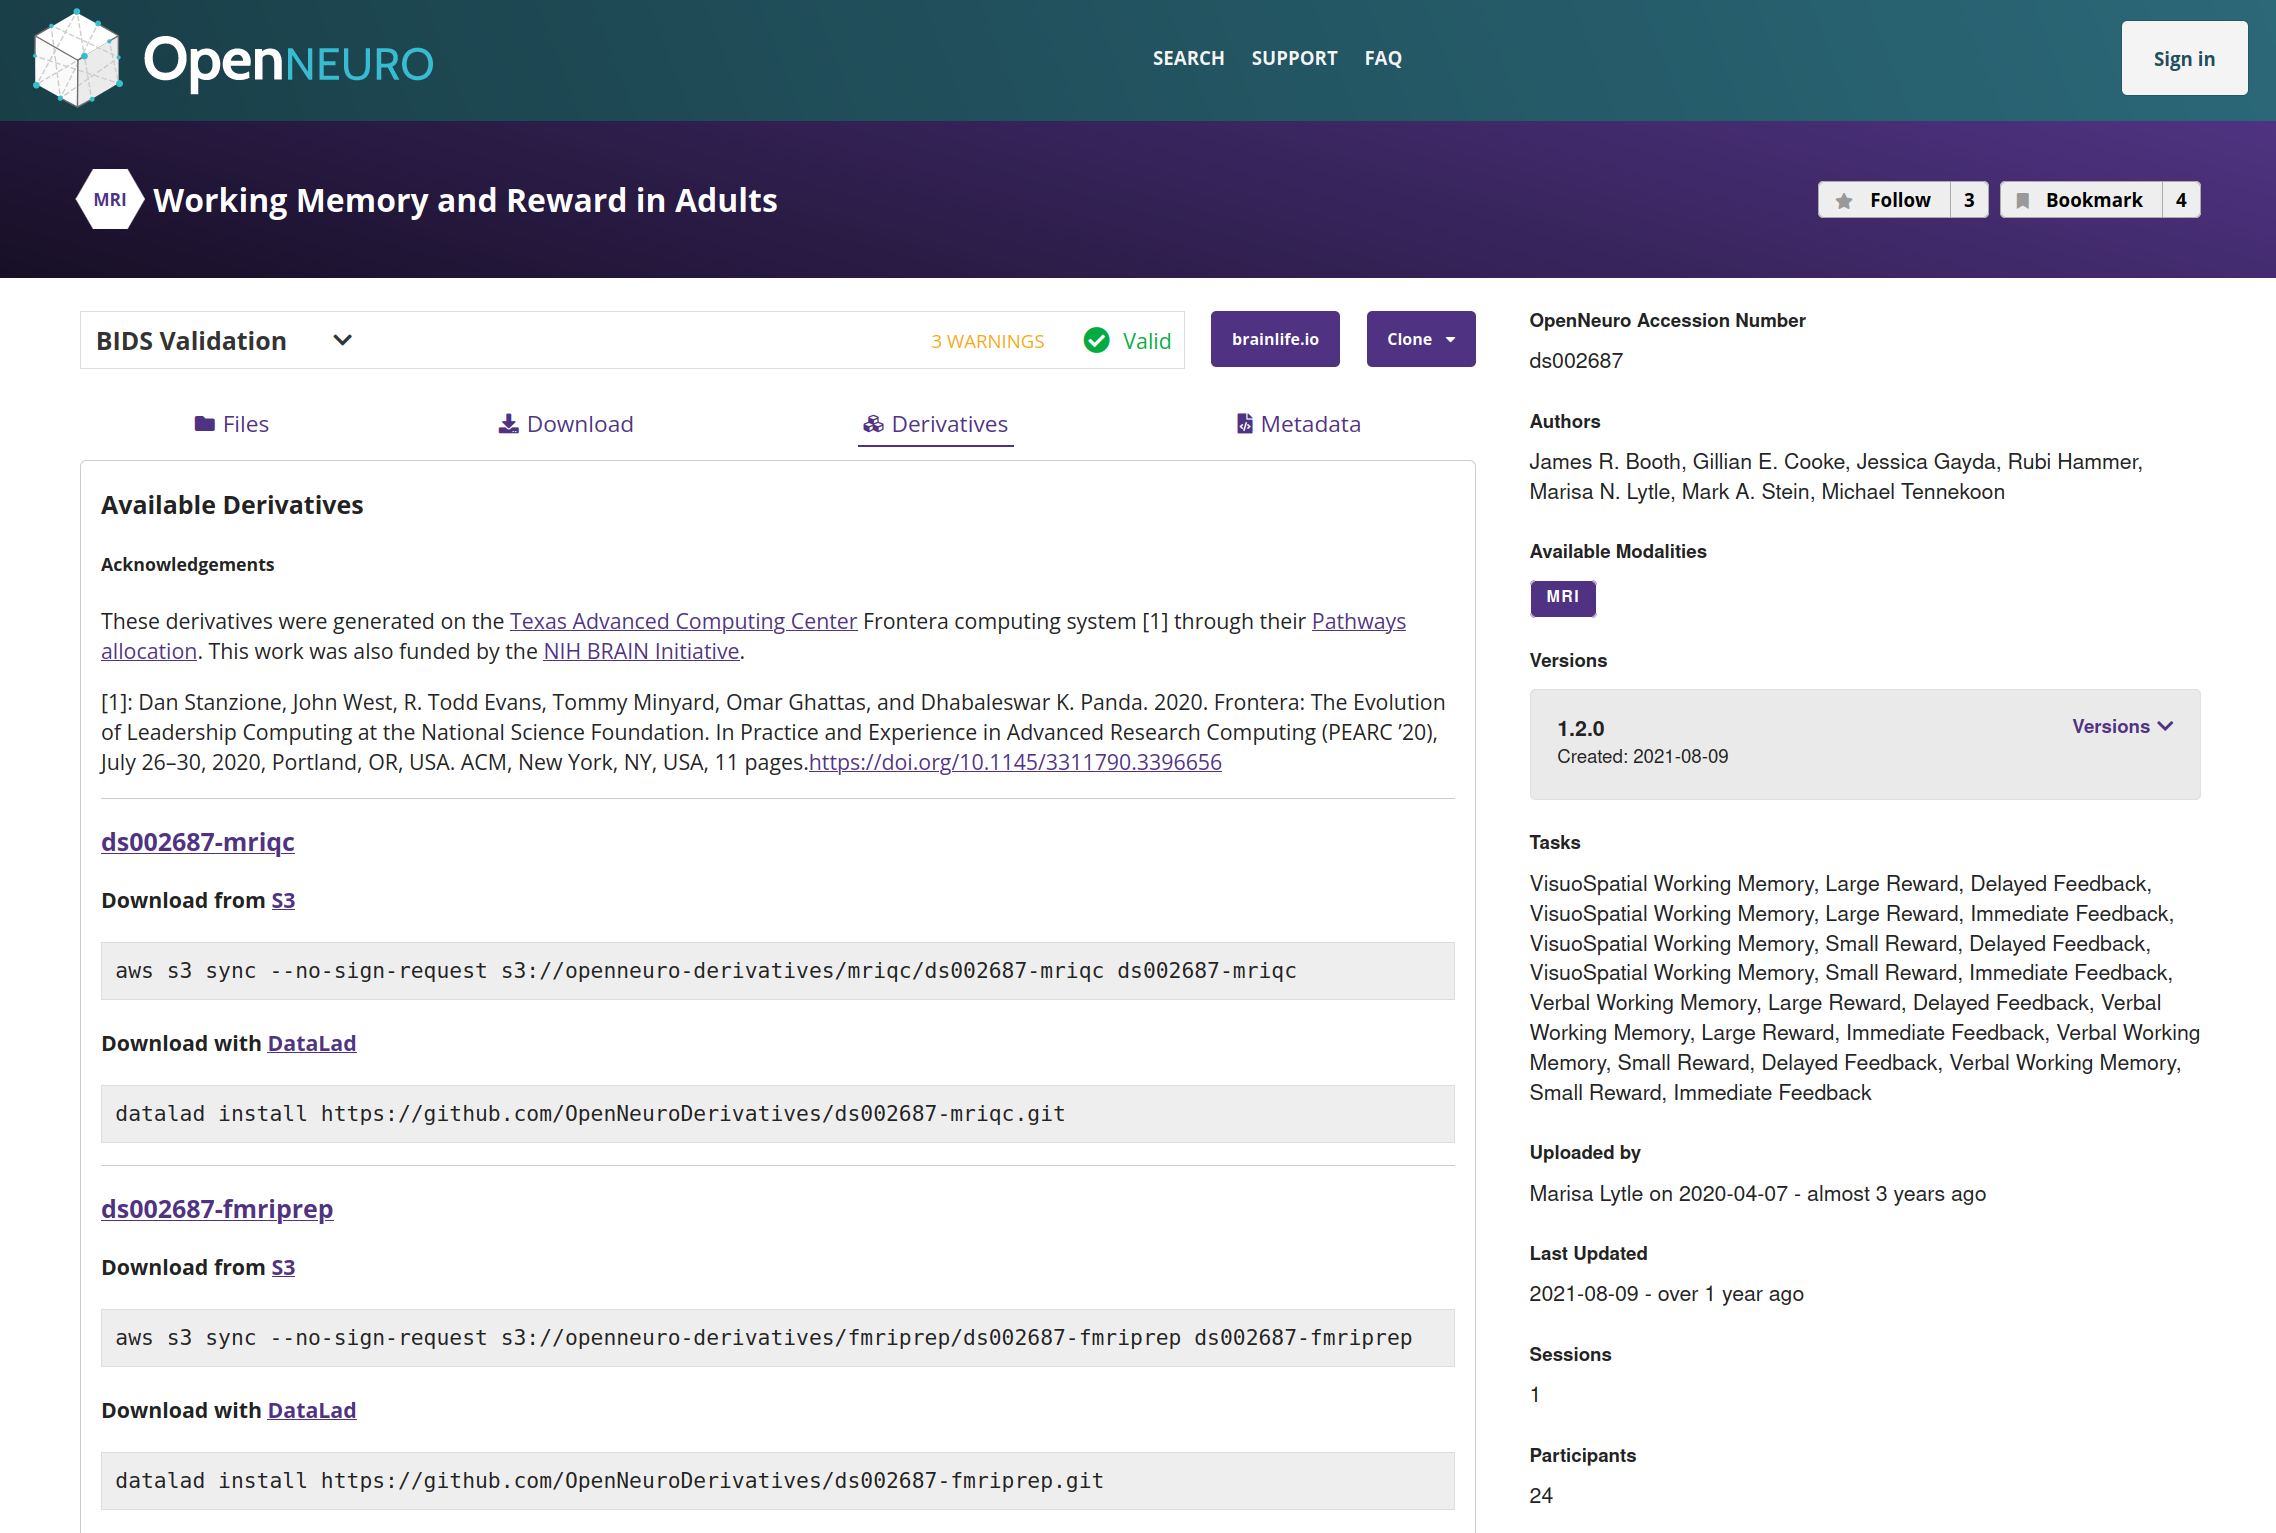 OpenNEURO
SEARCH SUPPORT FAQ
Sign in
MRI Working Memory and Reward in Adults
Follow 3 Bookmark 4
BIDS Validation 3 WARNINGS Valid
brainlife.io Clone
Files Download Derivatives Metadata
Available Derivatives
Acknowledgements
These derivatives were generated on the Texas Advanced Computing Center Frontera computing system [1] through their Pathways
allocation. This work was also funded by the NIH BRAIN Initiative.
[1]: Dan Stanzione, John West, R. Todd Evans, Tommy Minyard, Omar Ghattas, and Dhabaleswar K. Panda. 2020. Frontera: The Evolution
of Leadership Computing at the National Science Foundation. In Practice and Experience in Advanced Research Computing (PEARC ’20),
July 26–30, 2020, Portland, OR, USA. ACM, New York, NY, USA, 11 pages.https://doi.org/10.1145/3311790.3396656
ds002687-mriqc
Download from S3
aws s3 sync --no-sign-request s3://openneuro-derivatives/mriqc/ds002687-mriqc ds002687-mriqc
Download with DataLad
datalad install https://github.com/OpenNeuroDerivatives/ds002687-mriqc.git
ds002687-fmriprep
Download from S3
aws s3 sync --no-sign-request s3://openneuro-derivatives/fmriprep/ds002687-fmriprep ds002687-fmriprep
Download with DataLad
datalad install https://github.com/OpenNeuroDerivatives/ds002687-fmriprep.git
OpenNeuro Accession Number
ds002687
Authors
James R. Booth, Gillian E. Cooke, Jessica Gayda, Rubi Hammer,
Marisa N. Lytle, Mark A. Stein, Michael Tennekoon
Available Modalities
MRI
Versions
1.2.0 Versions
Created: 2021-08-09
Tasks
VisuoSpatial Working Memory, Large Reward, Delayed Feedback,
VisuoSpatial Working Memory, Large Reward, Immediate Feedback,
VisuoSpatial Working Memory, Small Reward, Delayed Feedback,
VisuoSpatial Working Memory, Small Reward, Immediate Feedback,
Verbal Working Memory, Large Reward, Delayed Feedback, Verbal
Working Memory, Large Reward, Immediate Feedback, Verbal Working
Memory, Small Reward, Delayed Feedback, Verbal Working Memory,
Small Reward, Immediate Feedback
Uploaded by
Marisa Lytle on 2020-04-07 - almost 3 years ago
Last Updated
2021-08-09 - over 1 year ago
Sessions
1
Participants
24